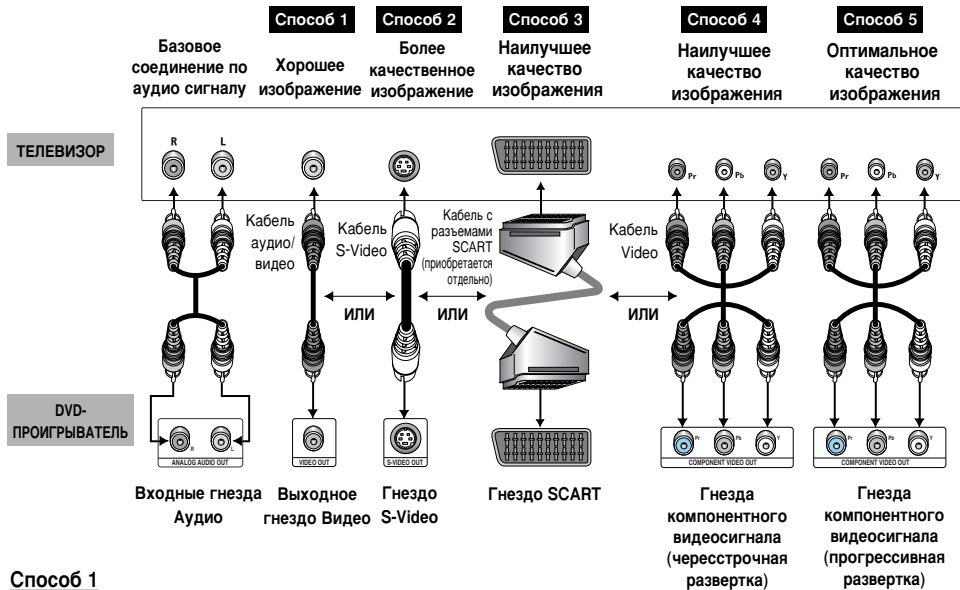 Способ 1
Способ 2
Способ 3
Способ 4
Способ 5
Базовое
соединение по
аудио сигналу
Хорошее
изображение
Более
качественное
изображение
Наилучшее
качество
изображения
Наилучшее
качество
изображения
Оптимальное
качество
изображения
ТЕЛЕВИЗОР
R
L
Pr
Pb
Y
Pr
Pb
Y
Кабель
аудио/
видео
Кабель
S-Video
Кабель с
разъемами
SCART
(приобретается
отдельно)
Кабель
Video
ИЛИ
ИЛИ
ИЛИ
DVD-
ПРОИГРЫВАТЕЛЬ
R
L
ANALOG AUDIO OUT
VIDEO OUT
S-VIDEO OUT
Pr
Pb
Y
COMPONENT VIDEO OUT
Pr
Pb
Y
COMPONENT VIDEO OUT
Входные гнезда
Аудио
Выходное
гнездо Видео
Гнездо
S-Video
Гнездо SCART
Гнезда
компонентного
видеосигнала
(чересстрочная
развертка)
Гнезда
компонентного
видеосигнала
(прогрессивная
развертка)
Способ 1